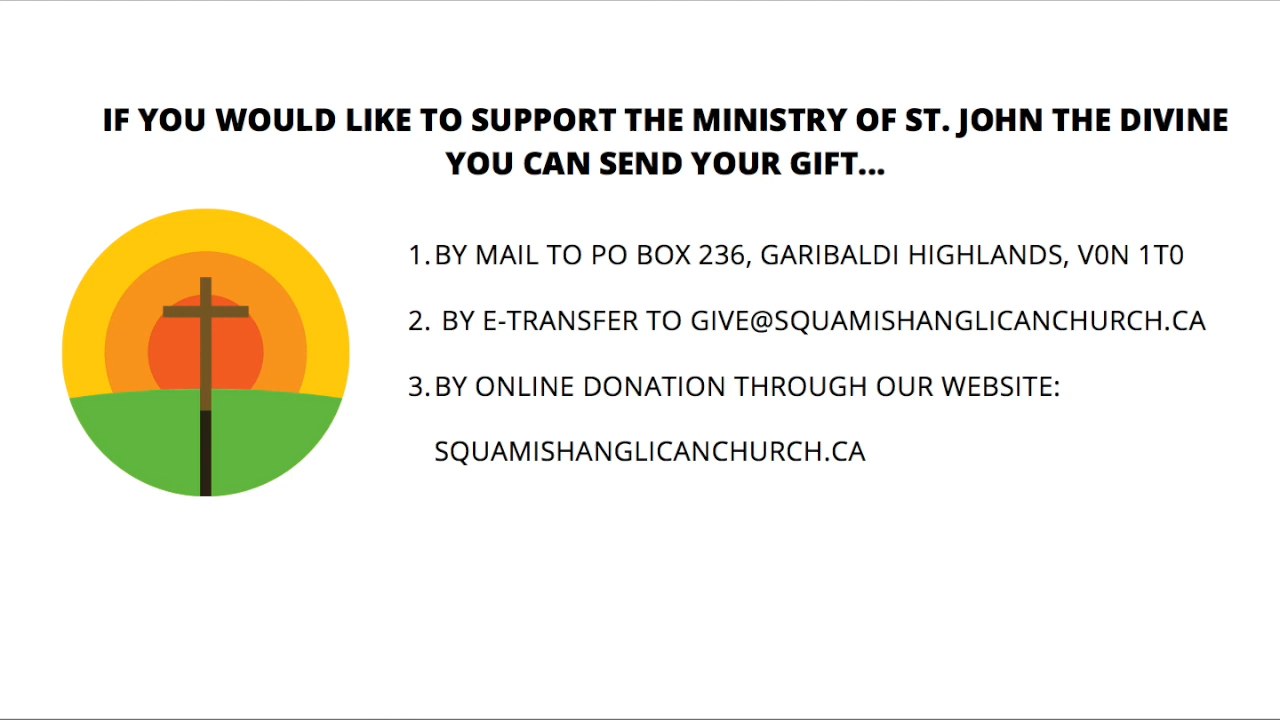 IF YOU WOULD LIKE TO SUPPORT THE MINISTRY OF ST. JOHN THE DIVINE
YOU CAN SEND YOUR GIFT...
1. BY MAIL TO PO BOX 236, GARIBALDI HIGHLANDS, V0N 1T0
2. BY E-TRANSFER TO GIVE@SQUAMISHANGLICANCHURCH.CA
3. BY ONLINE DONATION THROUGH OUR WEBSITE:
SQUAMISHANGLICANCHURCH.CA